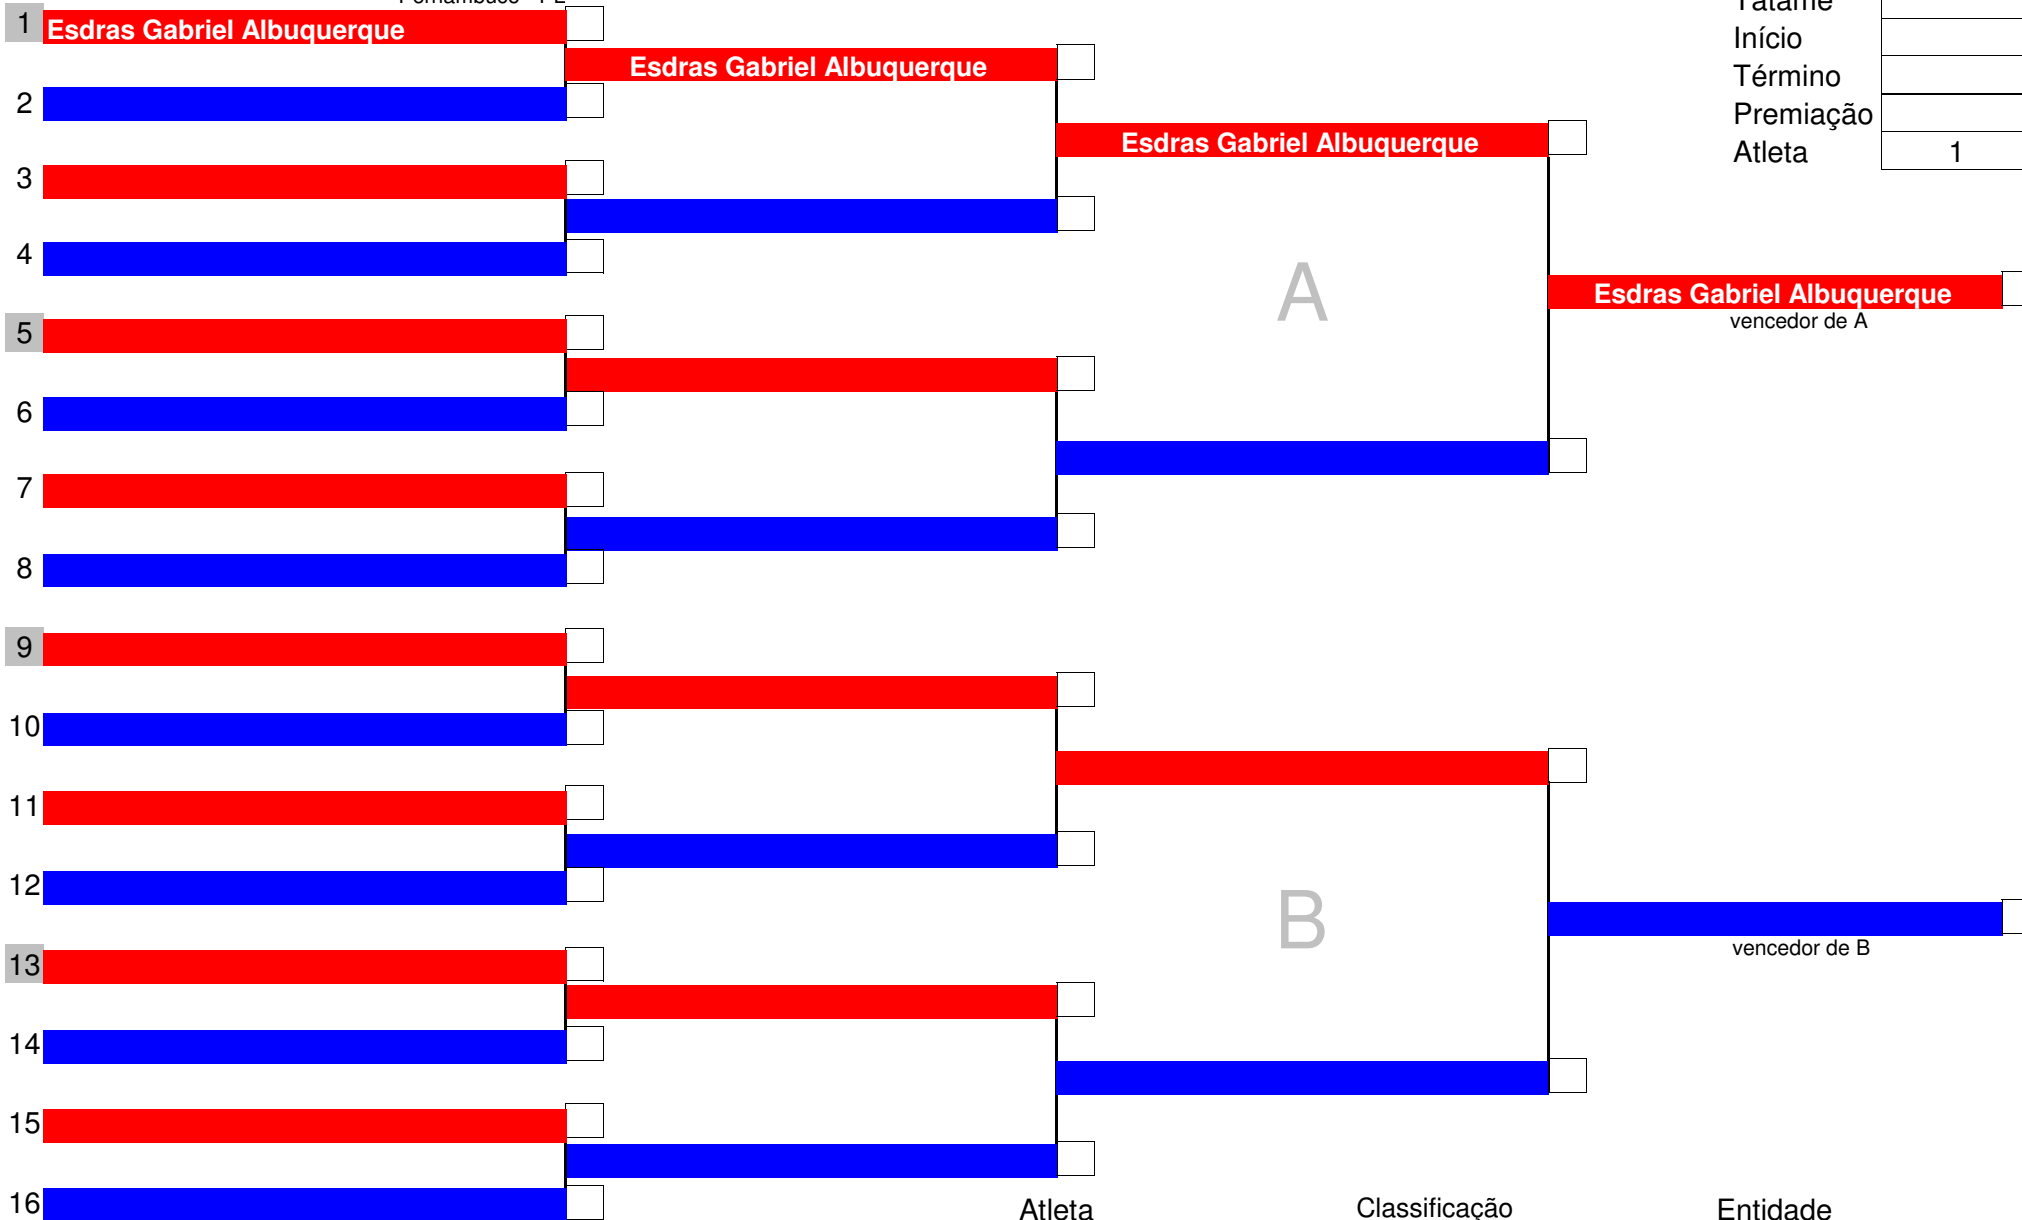 1 Esdras Gabriel Albuquerque
Esdras Gabriel Albuquerque
Início
2
Término
Premiação
Esdras Gabriel Albuquerque
Atleta 1
3
4
A
Esdras Gabriel Albuquerque
vencedor de A
5
6
7
8
9
10
11
12
B
13
vencedor de B
14
15
16
Atleta Classificação Entidade